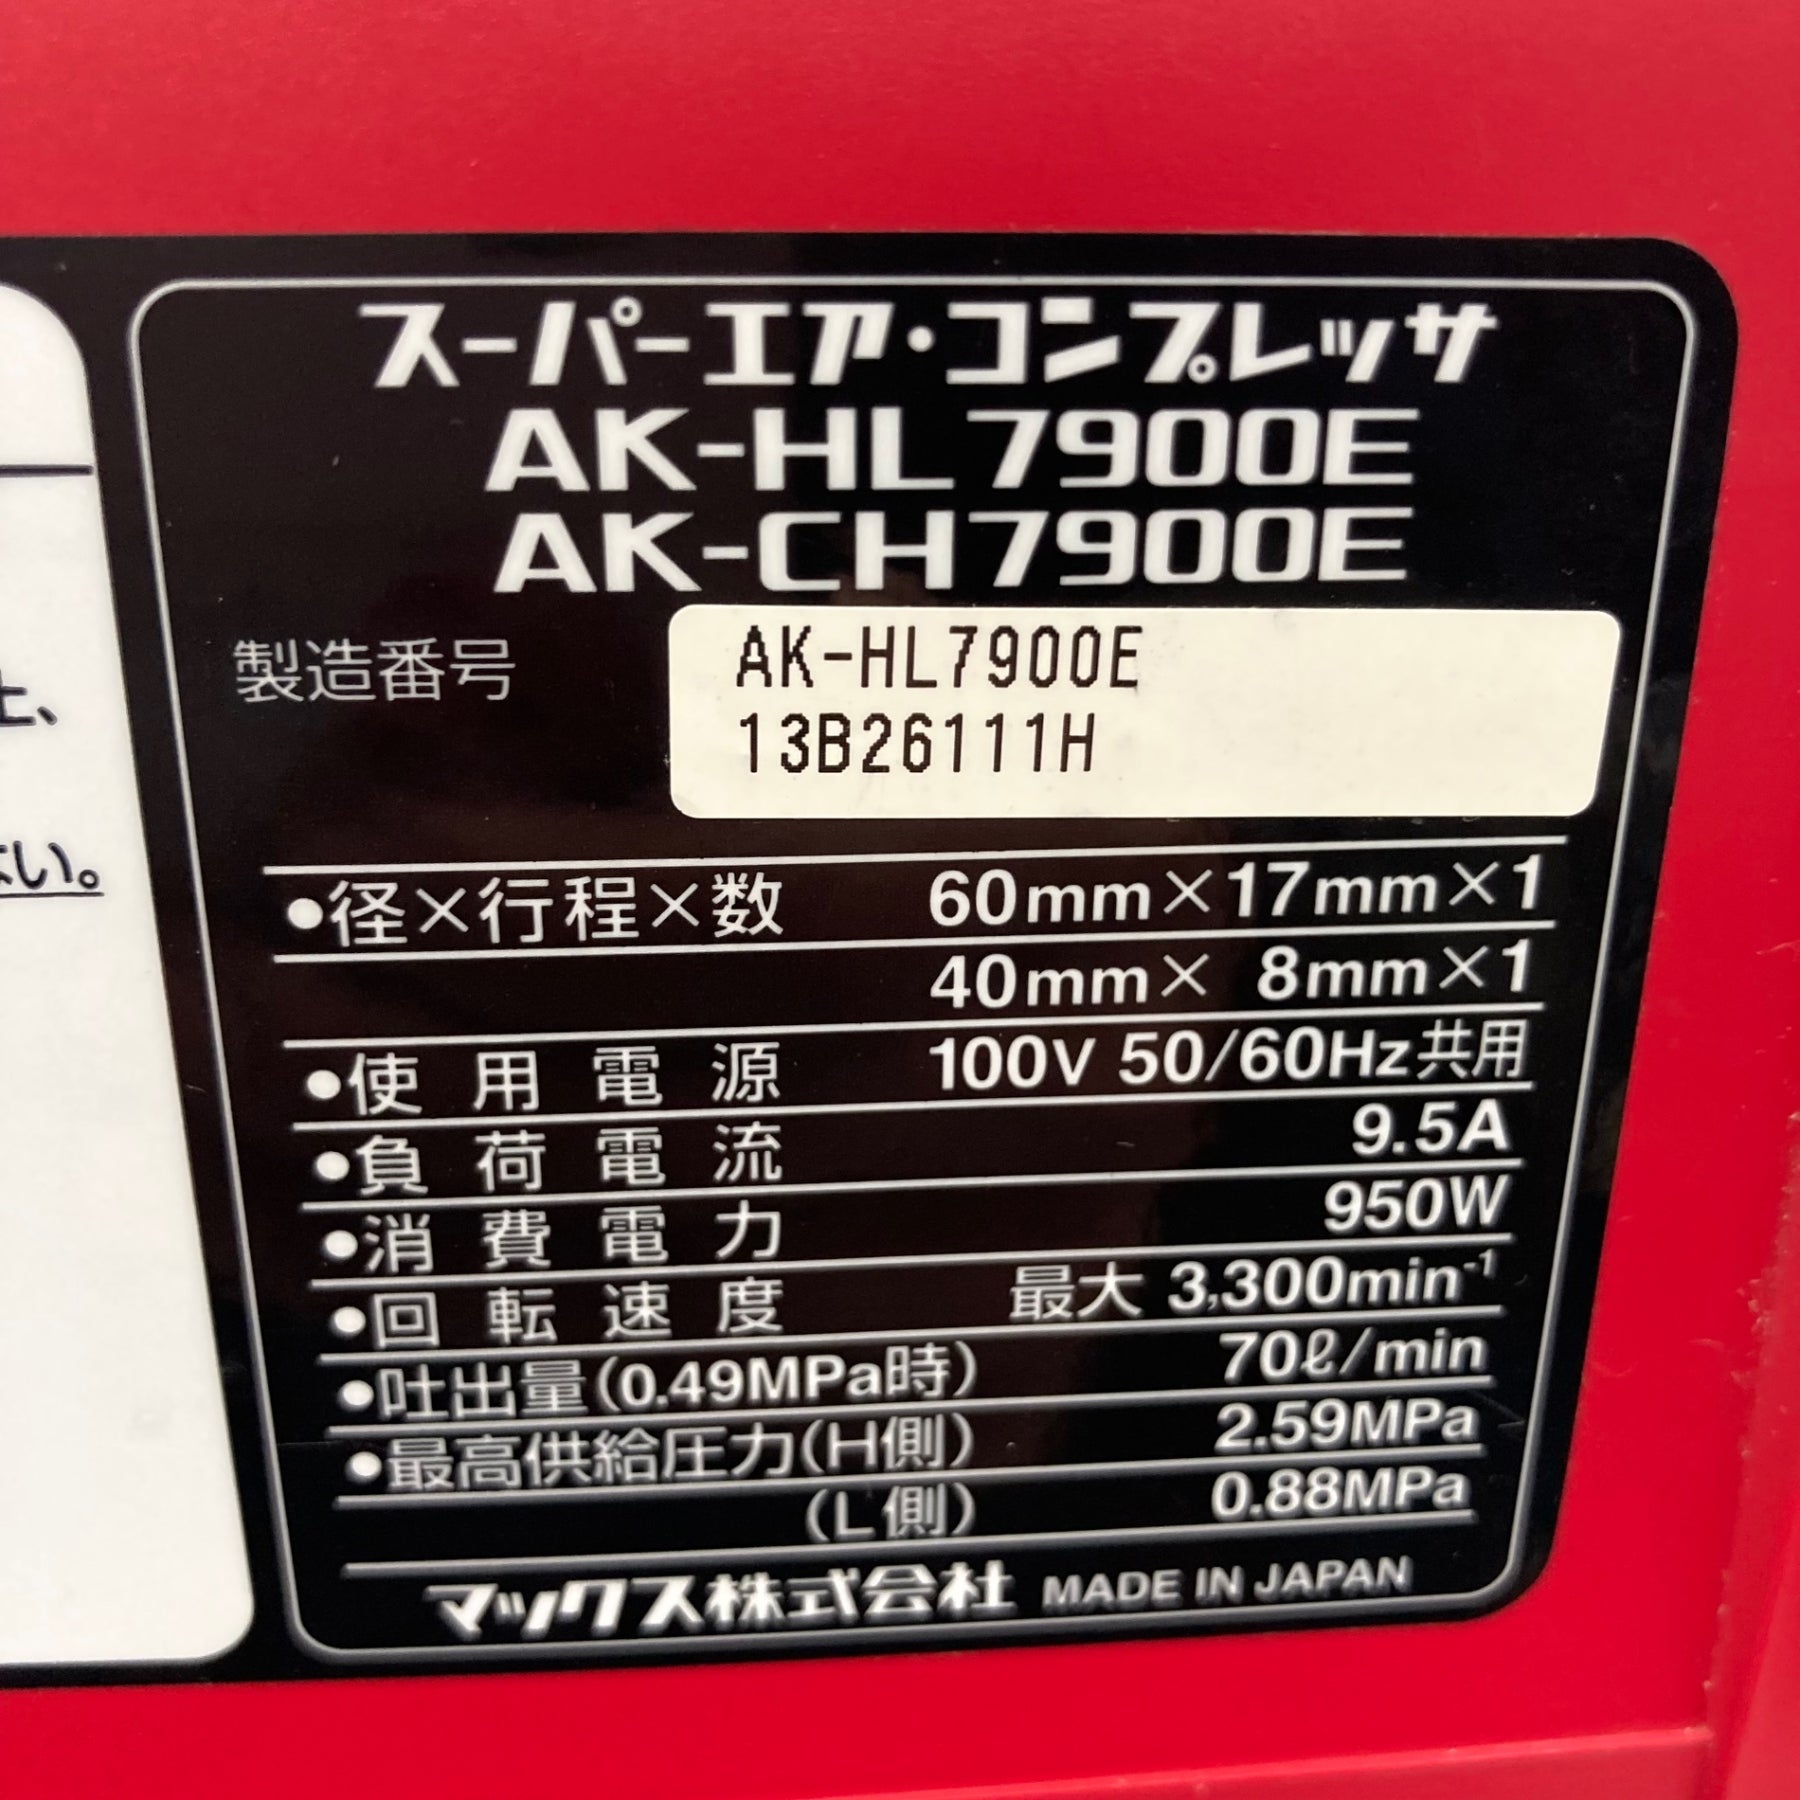 スーパーエア・コンプレッサ
AK-HL7900E
AK-CH7900E
製造番号
AK-HL7900E
13B26111H
●径×行程×数 60mm×17mm×1
40mm× 8mm×1
●使用電源 100V 50/60Hz共用
●負荷電流 9.5A
●消費電力 950W
●回転速度 最大 3,300min⁻¹
●吐出量(0.49MPa時) 70ℓ/min
●最高供給圧力(H側) 2.59MPa
(L側) 0.88MPa
マックス株式会社 MADE IN JAPAN